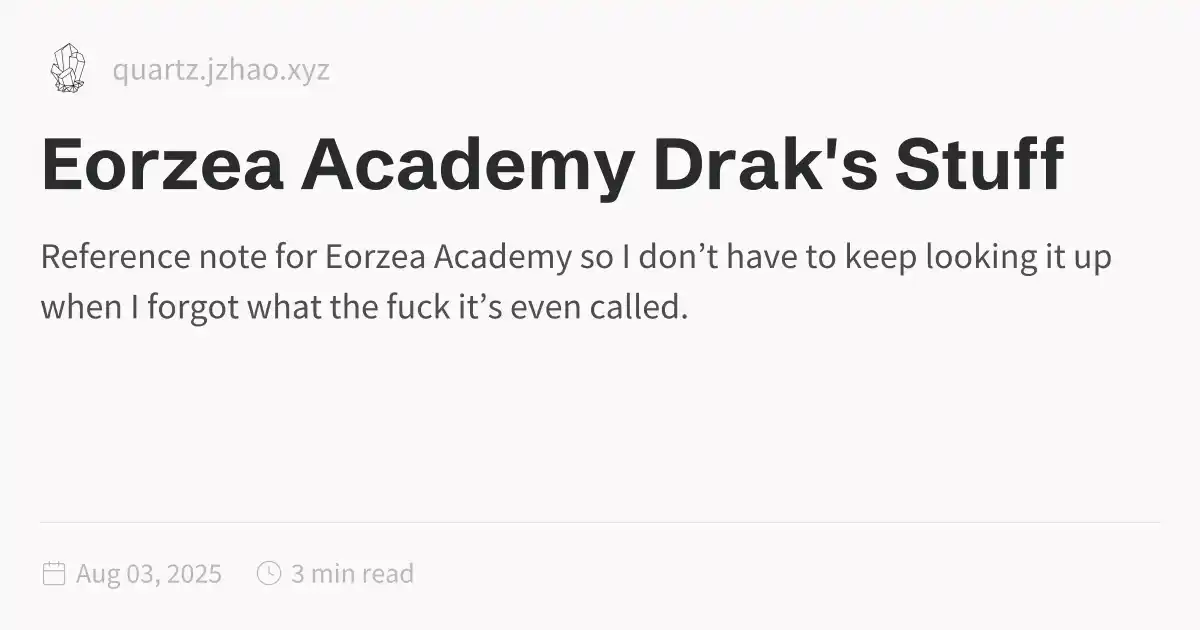 quartz.jzhao.xyz
Eorzea Academy Drak's Stuff
Reference note for Eorzea Academy so I don’t have to keep looking it up
when I forgot what the fuck it’s even called.
Aug 03, 2025 3 min read